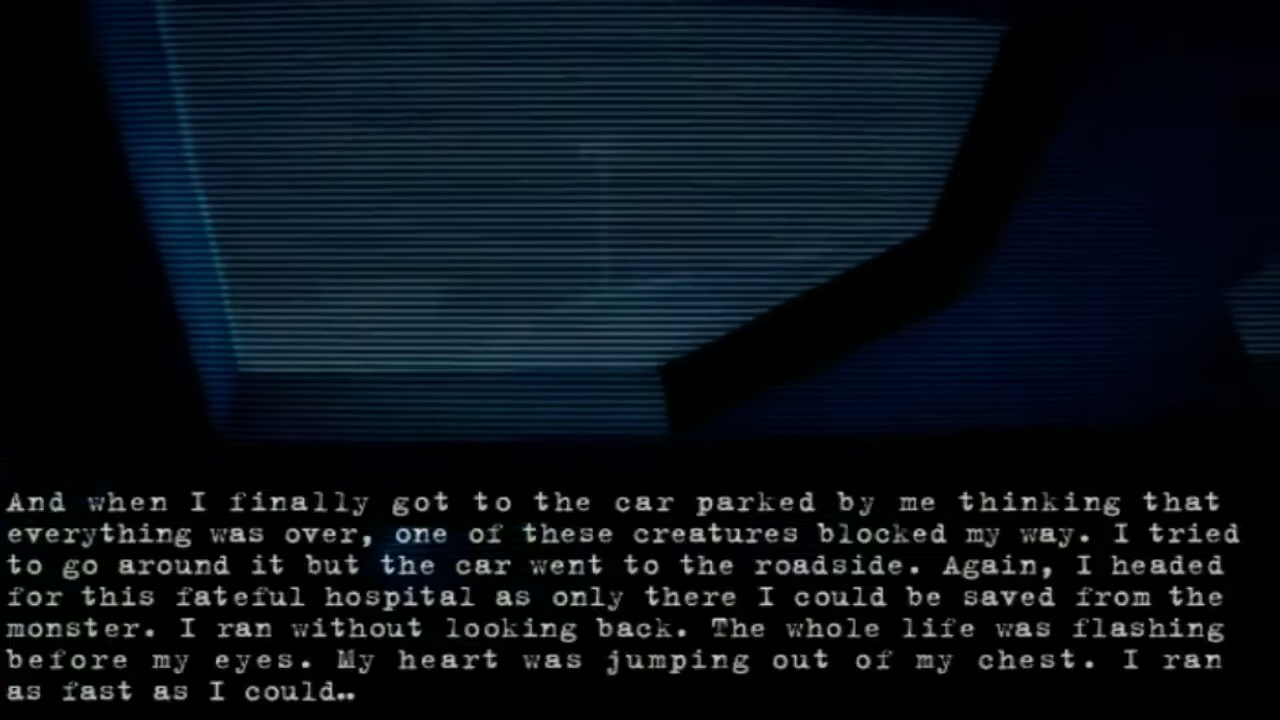 And when I finally got to the car parked by me thinking that
everything was over, one of these creatures blocked my way. I tried
to go around it but the car went to the roadside. Again, I headed
for this fateful hospital as only there I could be saved from the
monster. I ran without looking back. The whole life was flashing
before my eyes. My heart was jumping out of my chest. I ran
as fast as I could..